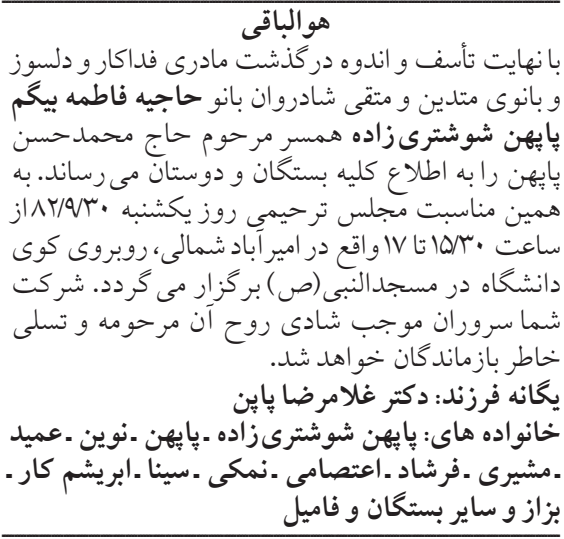 هوالباقی
با نهایت تأسف و اندوه درگذشت مادری فداکار و دلسوز
و بانوی متدین و متقی شادروان بانو حاجیه فاطمه بیگم
پاپهن شوشتری‌زاده همسر مرحوم حاج محمدحسن
پاپهن را به اطلاع کلیه بستگان و دوستان می‌رساند. به
همین مناسبت مجلس ترحیمی روز یکشنبه ۸۲/۹/۳۰ از
ساعت ۱۵/۳۰ تا ۱۷ واقع در امیرآباد شمالی، روبروی کوی
دانشگاه در مسجدالنبی(ص) برگزار می‌گردد. شرکت
شما سروران موجب شادی روح آن مرحومه و تسلی
خاطر بازماندگان خواهد شد.
یگانه فرزند: دکتر غلامرضا پاپن
خانواده های: پاپهن شوشتری‌زاده ـ پاپهن ـ نوین ـ عمید
ـ مشیری ـ فرشاد ـ اعتصامی ـ نمکی ـ سینا ـ ابریشم کار ـ
بزاز و سایر بستگان و فامیل